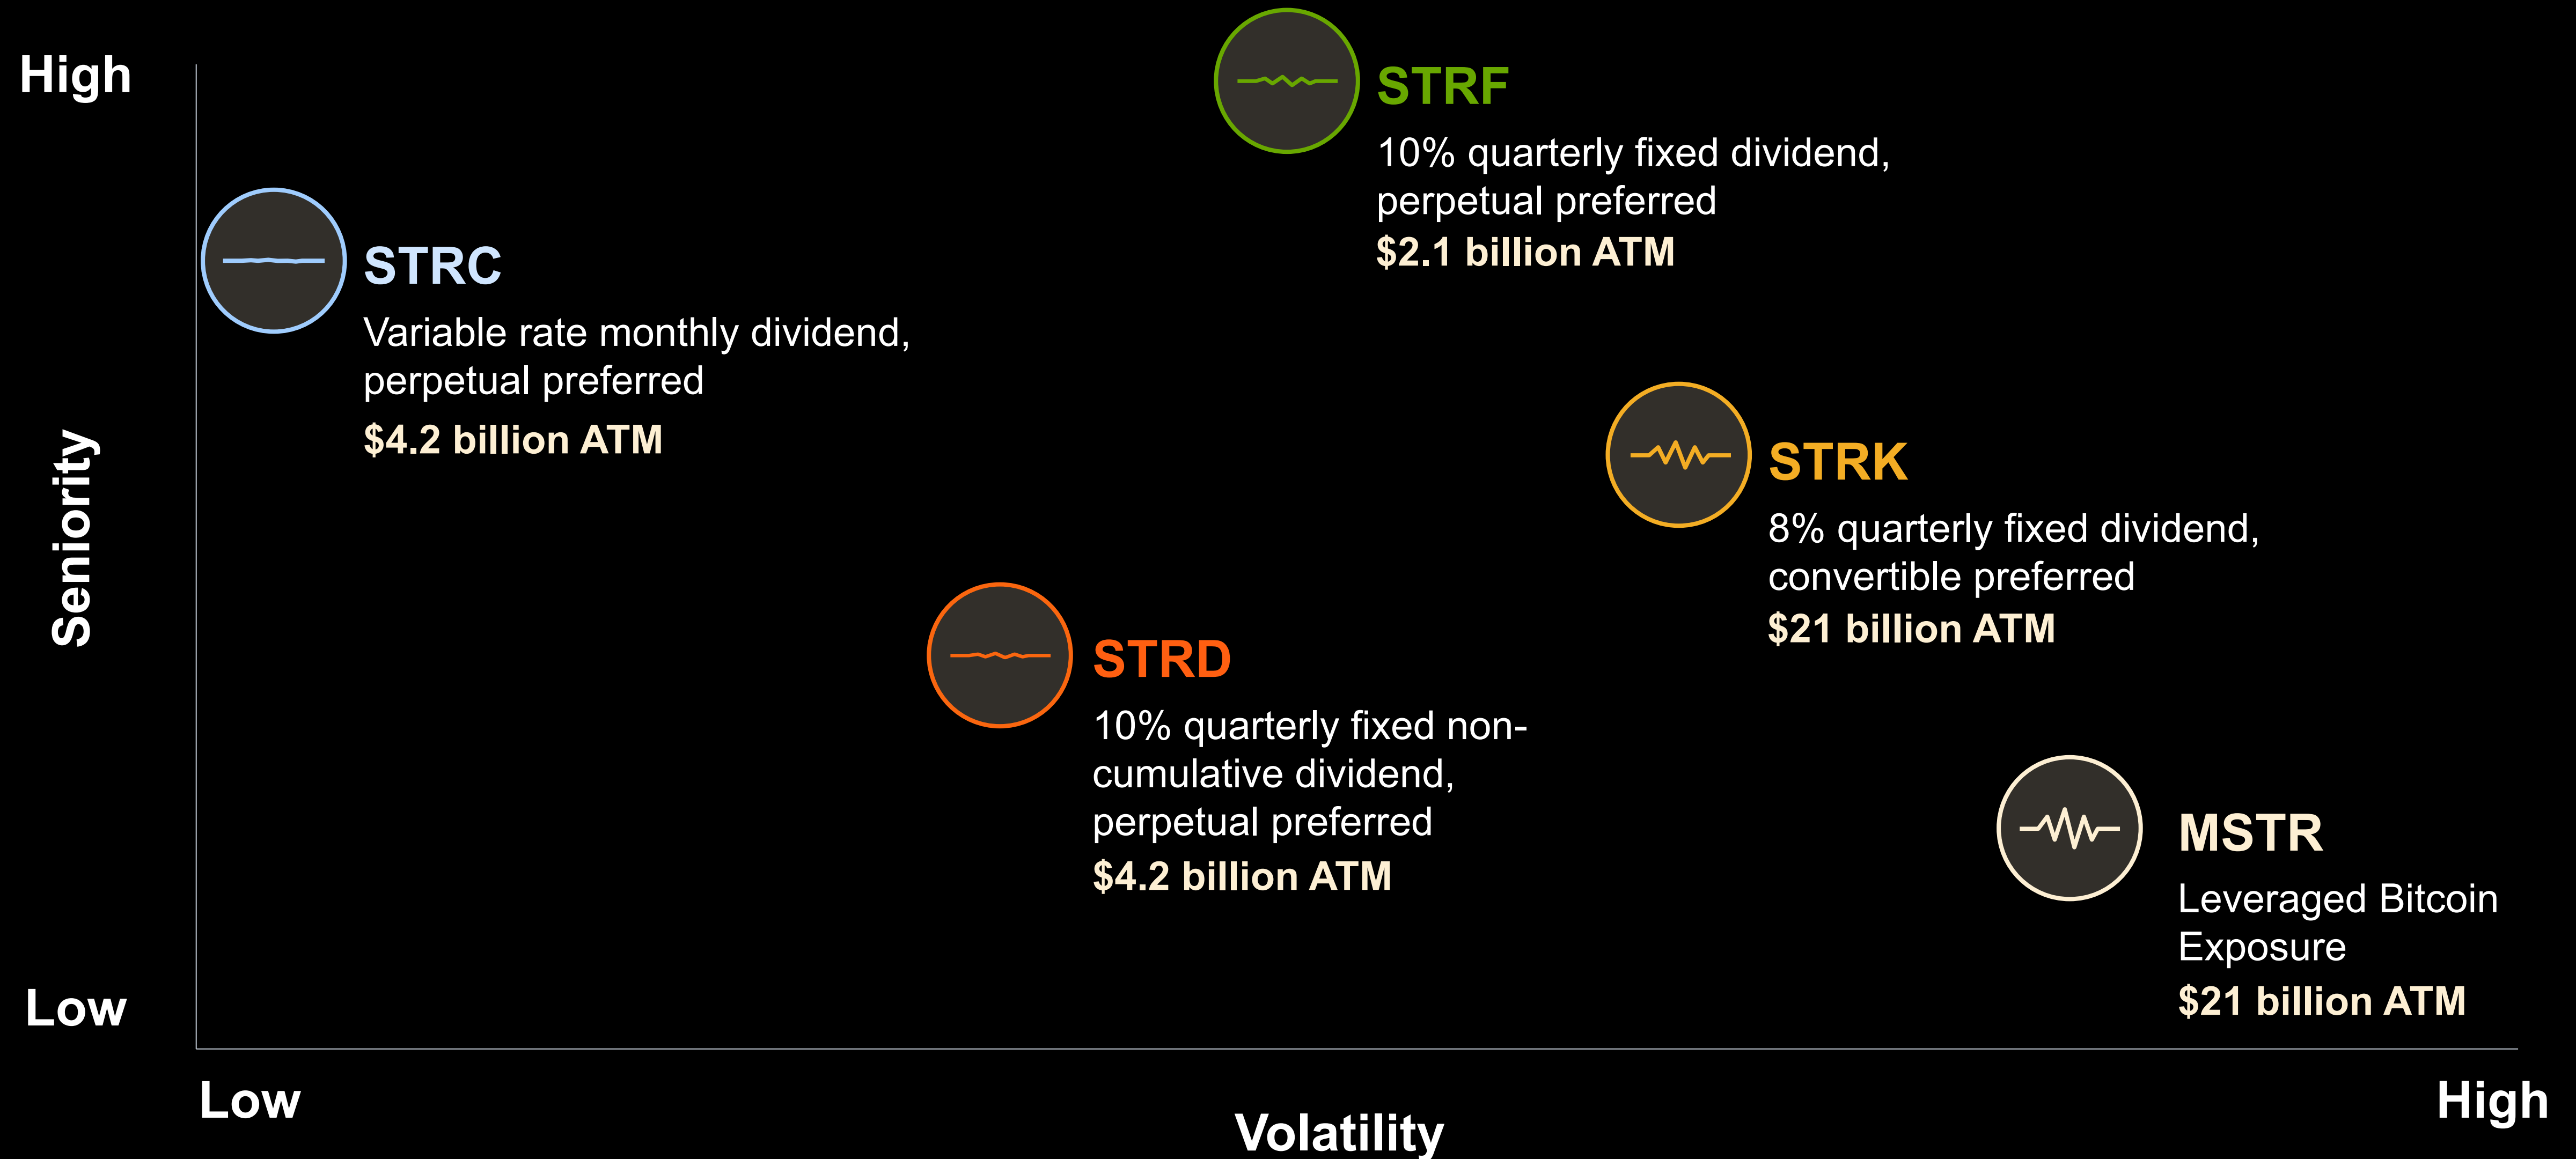 High
STRF
10% quarterly fixed dividend,
perpetual preferred
$2.1 billion ATM
STRC
Variable rate monthly dividend,
perpetual preferred
$4.2 billion ATM
Seniority
STRK
8% quarterly fixed dividend,
convertible preferred
$21 billion ATM
STRD
10% quarterly fixed non-
cumulative dividend,
perpetual preferred
$4.2 billion ATM
MSTR
Leveraged Bitcoin
Exposure
$21 billion ATM
Low
Low
Volatility
High